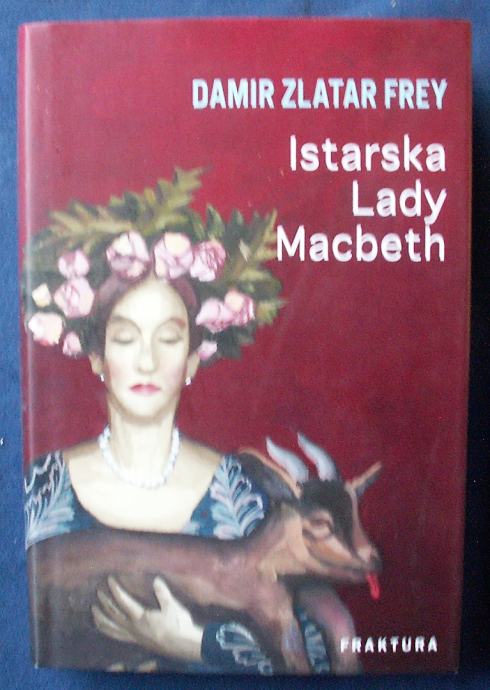 DAMIR ZLATAR FREY
Istarska
Lady
Macbeth
FRAKTURA